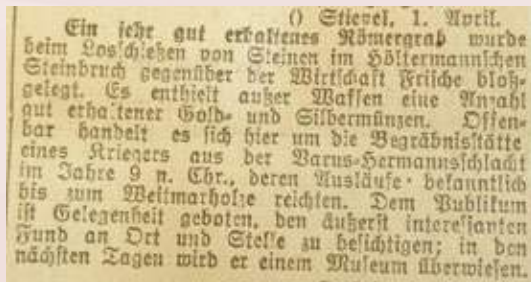 () Stiepel, 1. April.
Ein sehr gut erhaltenes Römergrab wurde
beim Losschießen von Steinen im Höltermannschen
Steinbruch gegenüber der Wirtschaft Frische bloß-
gelegt. Es enthielt außer Waffen eine Anzahl
gut erhaltener Gold- und Silbermünzen. Offen-
bar handelt es sich hier um die Begräbnisstätte
eines Kriegers aus der Varus-Hermannsschlacht
im Jahre 9 n. Chr., deren Ausläufe bekanntlich
bis zum Weitmarholze reichten. Dem Publikum
ist Gelegenheit geboten, den äußerst interessanten
Fund an Ort und Stelle zu besichtigen; in den
nächsten Tagen wird er einem Museum überwiesen.